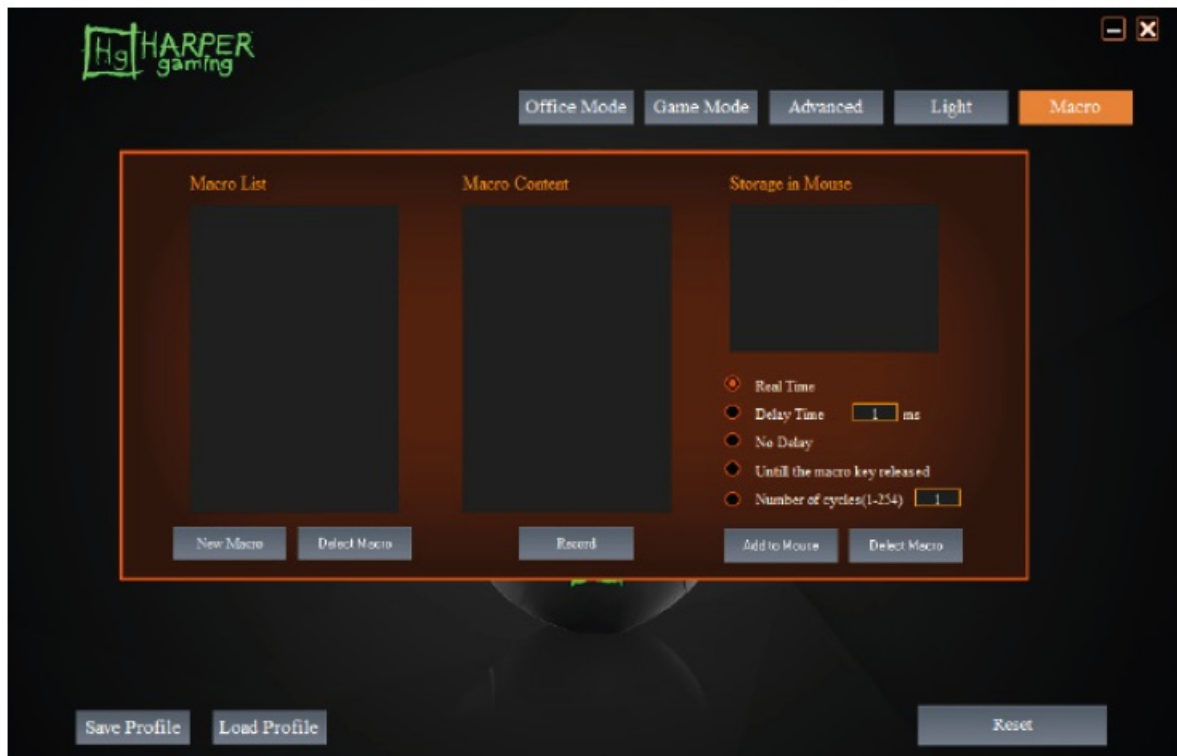 Hg HARPER
gaming
Office Mode Game Mode Advanced Light Macro
Macro List Macro Content Storage in Mouse
Real Time
Delay Time 1 ms
No Delay
Untill the macro key released
Number of cycles(1-254) 1
New Macro Delect Macro Record Add to Mouse Delect Macro
Save Profile Load Profile Reset